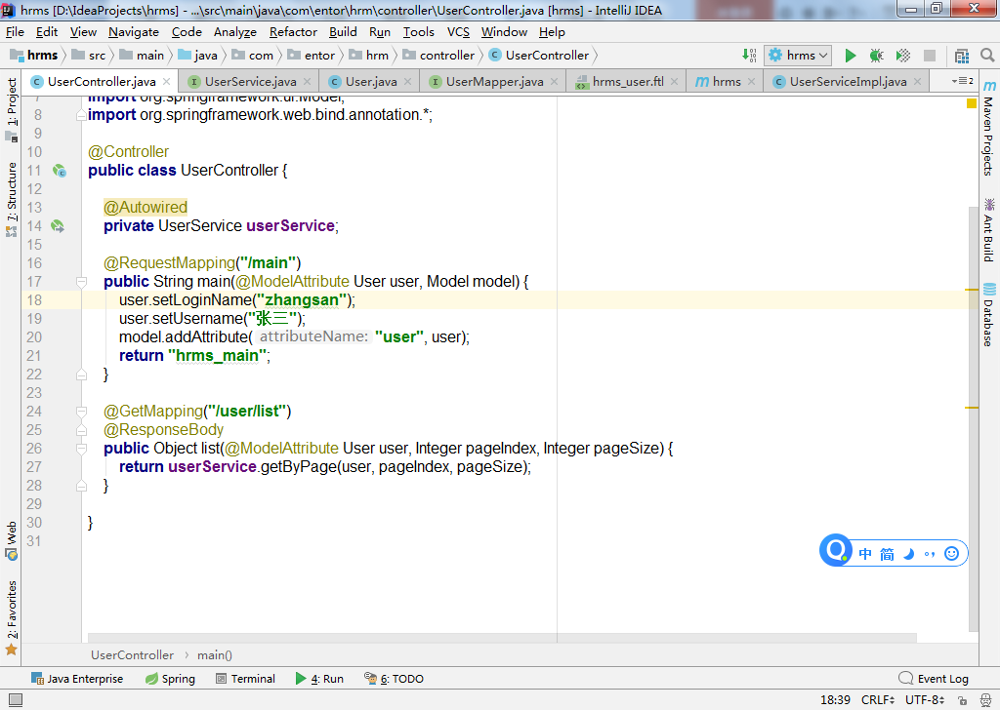 hrms [D:\IdeaProjects\hrms] - ...\src\main\java\com\entor\hrm\controller\UserController.java [hrms] - IntelliJ IDEA
File Edit View Navigate Code Analyze Refactor Build Run Tools VCS Window Help
hrms src main java com entor hrm controller UserController hrms
UserController.java UserService.java User.java UserMapper.java hrms_user.ftl hrms UserServiceImpl.java 2
1: Project
7: Structure
Web
2: Favorites
7 import org.springframework.ui.Model;
8 import org.springframework.web.bind.annotation.*;
9
10 @Controller
11 public class UserController {
12
13 @Autowired
14 private UserService userService;
15
16 @RequestMapping("/main")
17 public String main(@ModelAttribute User user, Model model) {
18 user.setLoginName("zhangsan");
19 user.setUsername("张三");
20 model.addAttribute( attributeName: "user", user);
21 return "hrms_main";
22 }
23
24 @GetMapping("/user/list")
25 @ResponseBody
26 public Object list(@ModelAttribute User user, Integer pageIndex, Integer pageSize) {
27 return userService.getByPage(user, pageIndex, pageSize);
28 }
29
30 }
31
Maven Projects
Ant Build
Database
中 简
UserController main()
Java Enterprise Spring Terminal 4: Run 6: TODO Event Log
18:39 CRLF UTF-8